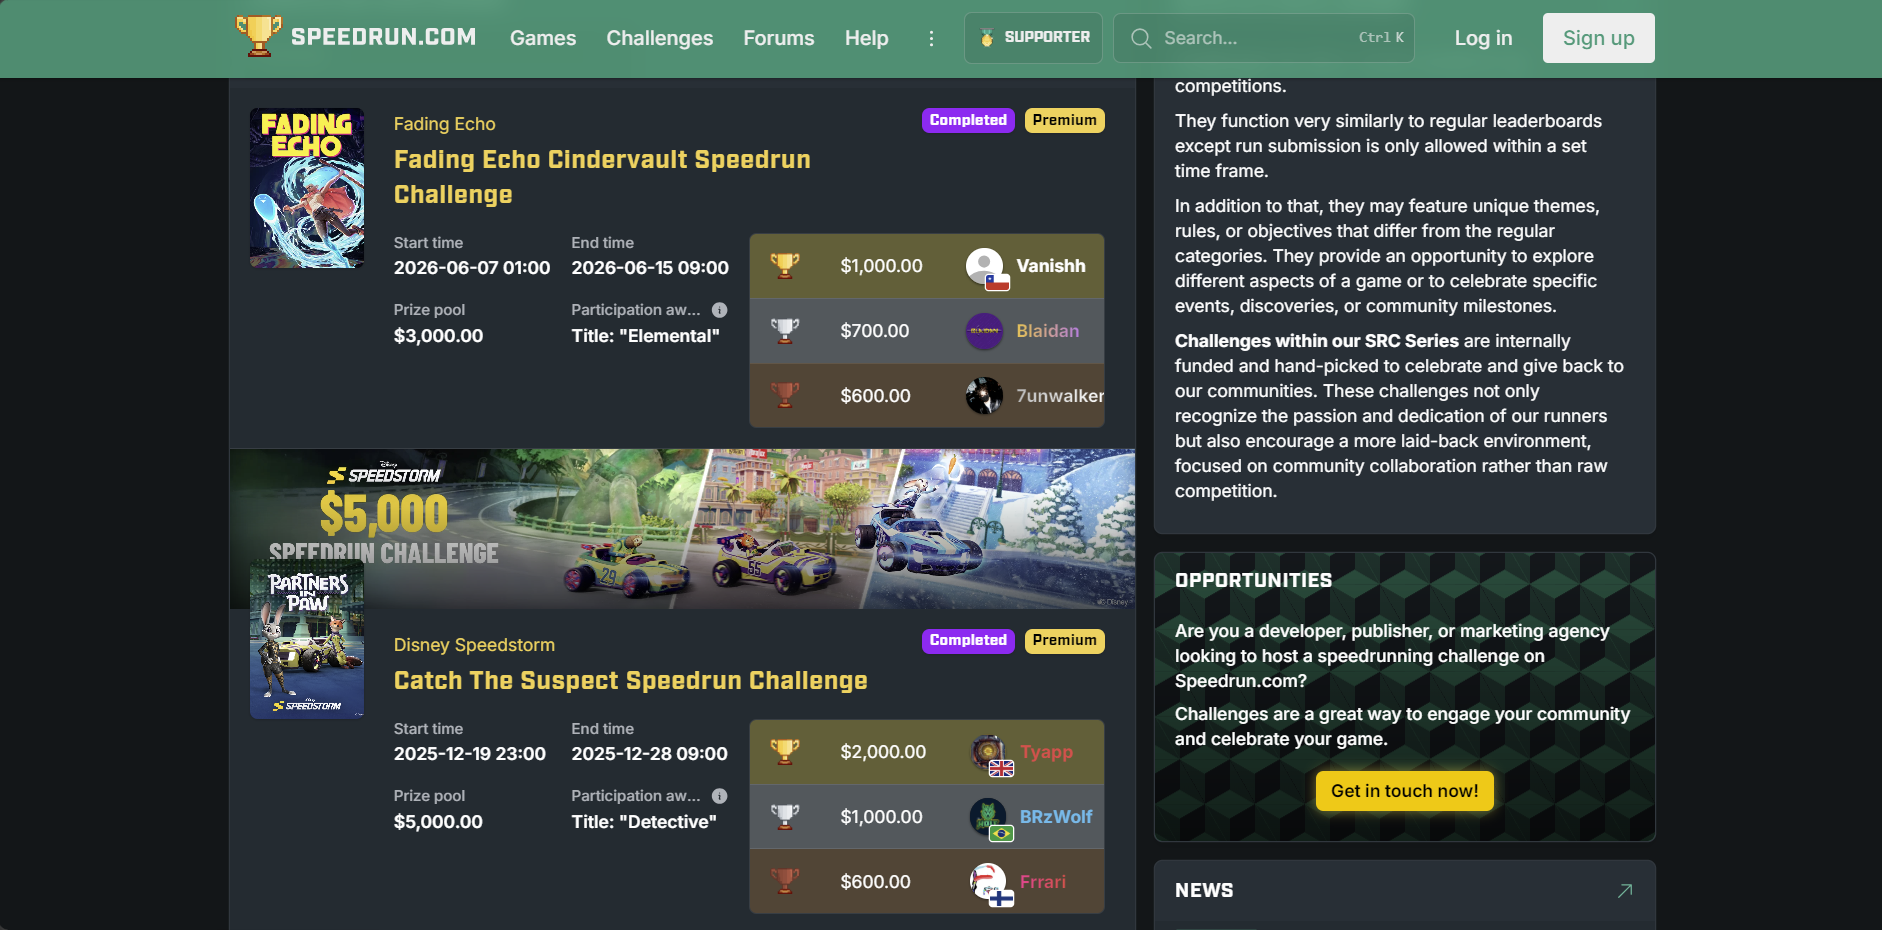 SPEEDRUN.COM
Games
Challenges
Forums
Help
SUPPORTER
Search...
Ctrl K
Log in
Sign up
FADING
ECHO
Fading Echo
Completed
Premium
Fading Echo Cindervault Speedrun
Challenge
Start time
2026-06-07 01:00
End time
2026-06-15 09:00
Prize pool
$3,000.00
Participation aw...
Title: "Elemental"
$1,000.00
Vanishh
$700.00
Blaidan
$600.00
7unwalker
Disney
SPEEDSTORM
$5,000
SPEEDRUN CHALLENGE
29
55
PARTNERS
IN
PAW
SPEEDSTORM
Disney Speedstorm
Completed
Premium
Catch The Suspect Speedrun Challenge
Start time
2025-12-19 23:00
End time
2025-12-28 09:00
Prize pool
$5,000.00
Participation aw...
Title: "Detective"
$2,000.00
Tyapp
$1,000.00
BRzWolf
$600.00
Frrari
competitions.
They function very similarly to regular leaderboards
except run submission is only allowed within a set
time frame.
In addition to that, they may feature unique themes,
rules, or objectives that differ from the regular
categories. They provide an opportunity to explore
different aspects of a game or to celebrate specific
events, discoveries, or community milestones.
Challenges within our SRC Series are internally
funded and hand-picked to celebrate and give back to
our communities. These challenges not only
recognize the passion and dedication of our runners
but also encourage a more laid-back environment,
focused on community collaboration rather than raw
competition.
OPPORTUNITIES
Are you a developer, publisher, or marketing agency
looking to host a speedrunning challenge on
Speedrun.com?
Challenges are a great way to engage your community
and celebrate your game.
Get in touch now!
NEWS